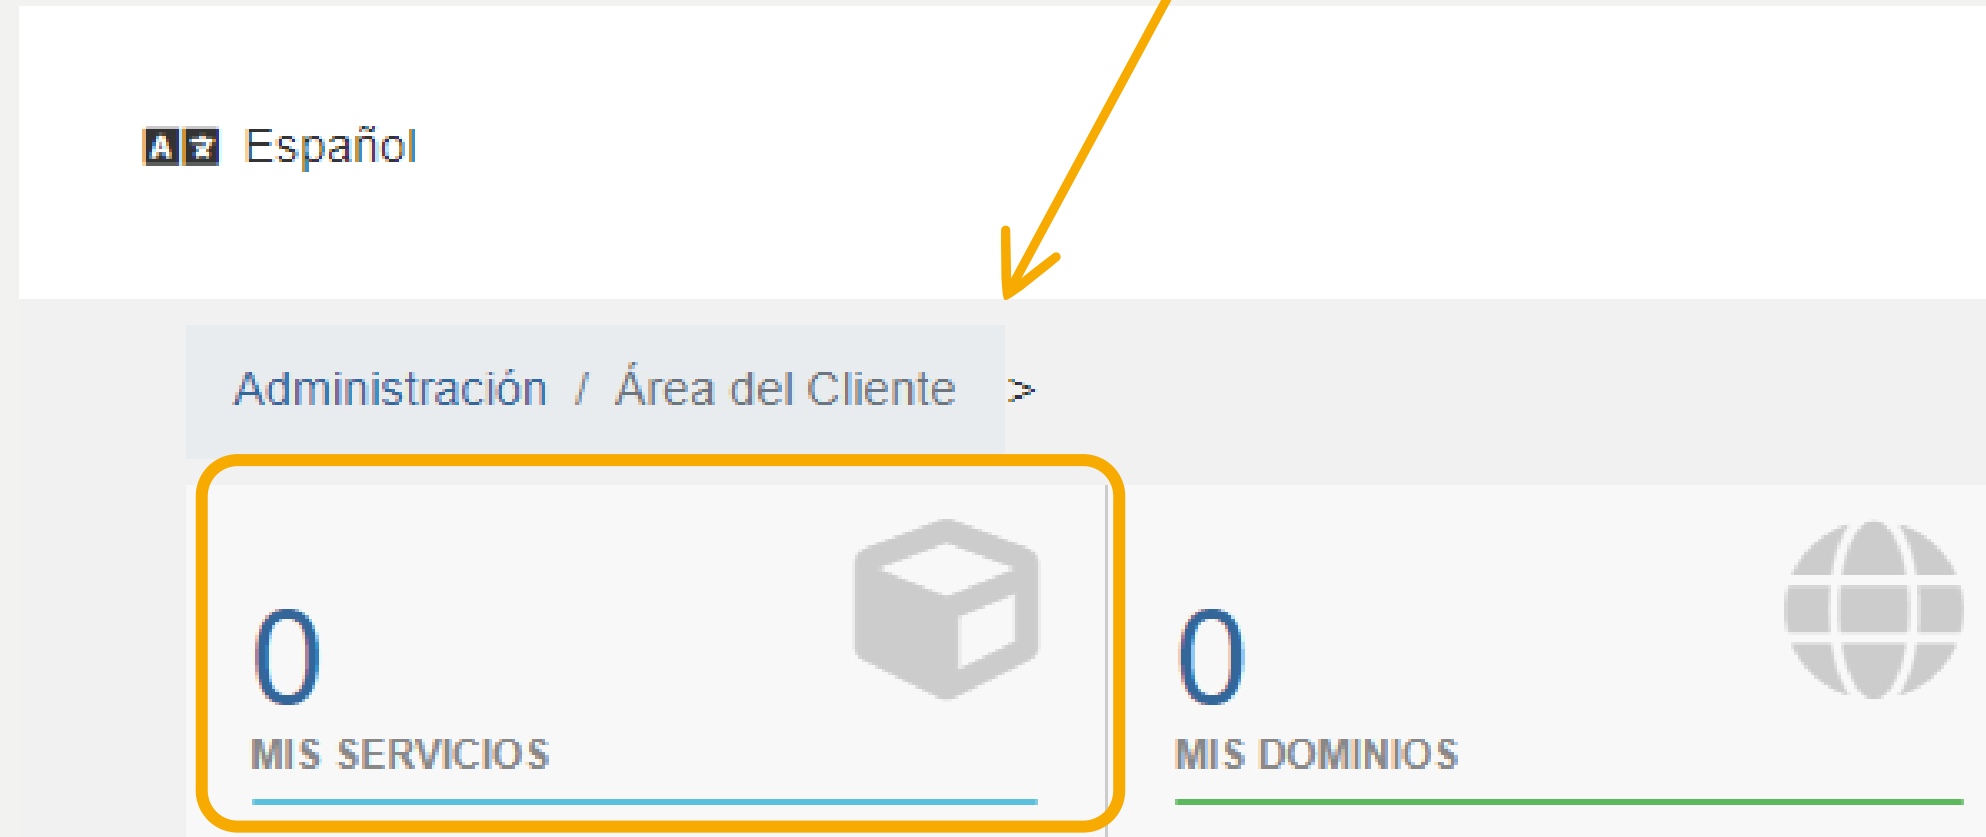 A Español
Administración / Área del Cliente >
0
MIS SERVICIOS
0
MIS DOMINIOS